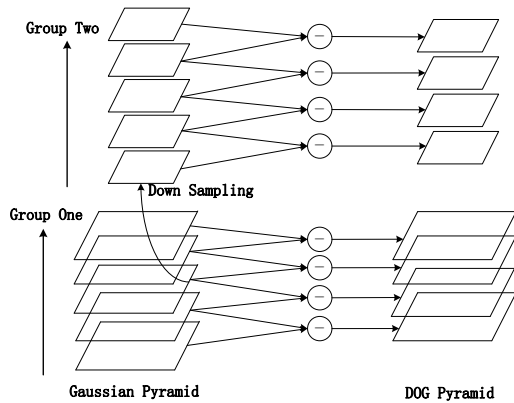 Group Two
Down Sampling
Group One
Gaussian Pyramid
DOG Pyramid